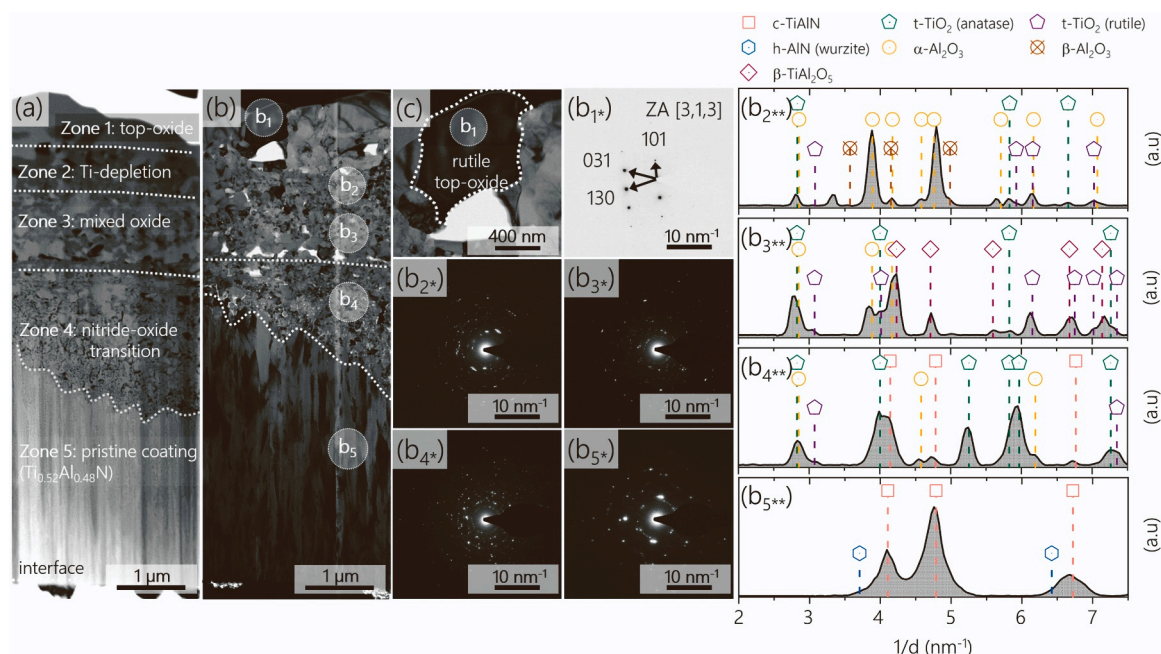 c-TiAlN
t-TiO₂ (anatase)
t-TiO₂ (rutile)
h-AlN (wurzite)
α-Al₂O₃
β-Al₂O₃
β-TiAl₂O₅
(a)
Zone 1: top-oxide
Zone 2: Ti-depletion
Zone 3: mixed oxide
Zone 4: nitride-oxide
transition
Zone 5: pristine coating
(Ti₀.₅₂Al₀.₄₈N)
interface
1 µm
(b)
b₁
b₂
b₃
b₄
b₅
1 µm
(c)
b₁
rutile
top-oxide
400 nm
(b₁*)
ZA [3,1,3]
101
031
130
10 nm⁻¹
(b₂*)
10 nm⁻¹
(b₃*)
10 nm⁻¹
(b₄*)
10 nm⁻¹
(b₅*)
10 nm⁻¹
(b₂**)
(a.u)
(b₃**)
(a.u)
(b₄**)
(a.u)
(b₅**)
(a.u)
2 3 4 5 6 7
1/d (nm⁻¹)